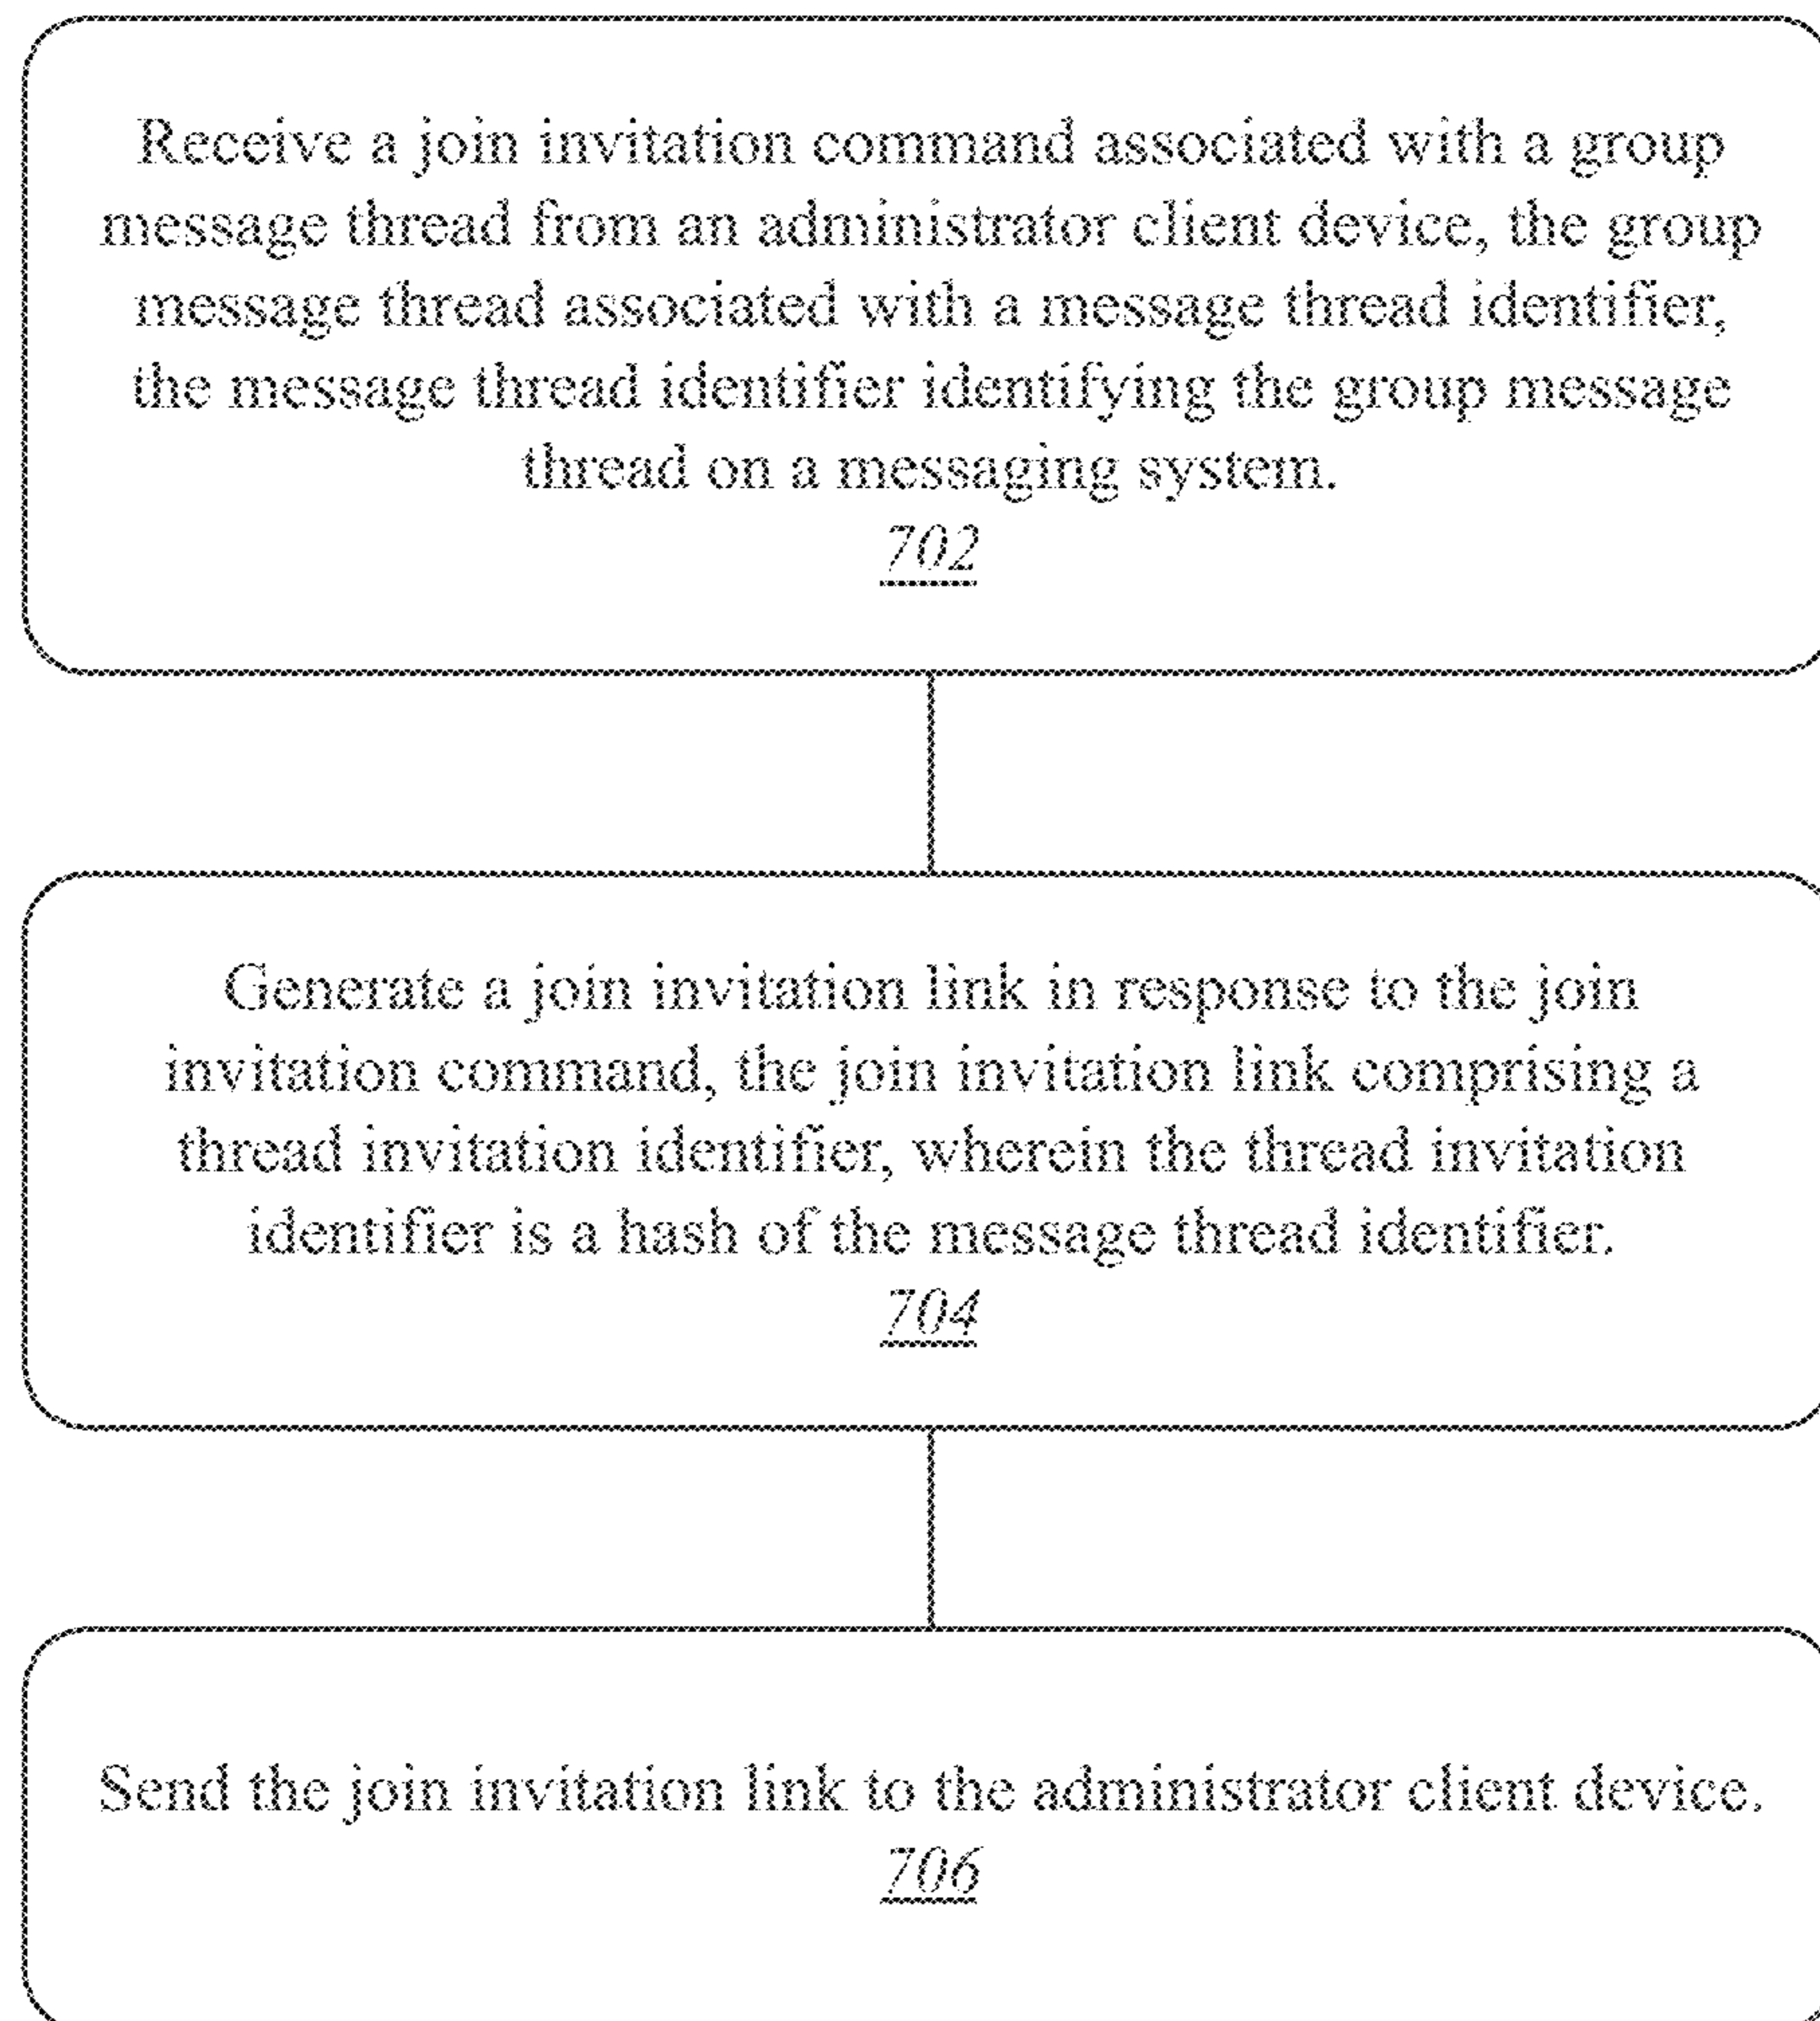 Receive a join invitation command associated with a group
message thread from an administrator client device, the group
message thread associated with a message thread identifier,
the message thread identifier identifying the group message
thread on a messaging system.
702
Generate a join invitation link in response to the join
invitation command, the join invitation link comprising a
thread invitation identifier, wherein the thread invitation
identifier is a hash of the message thread identifier.
704
Send the join invitation link to the administrator client device.
706